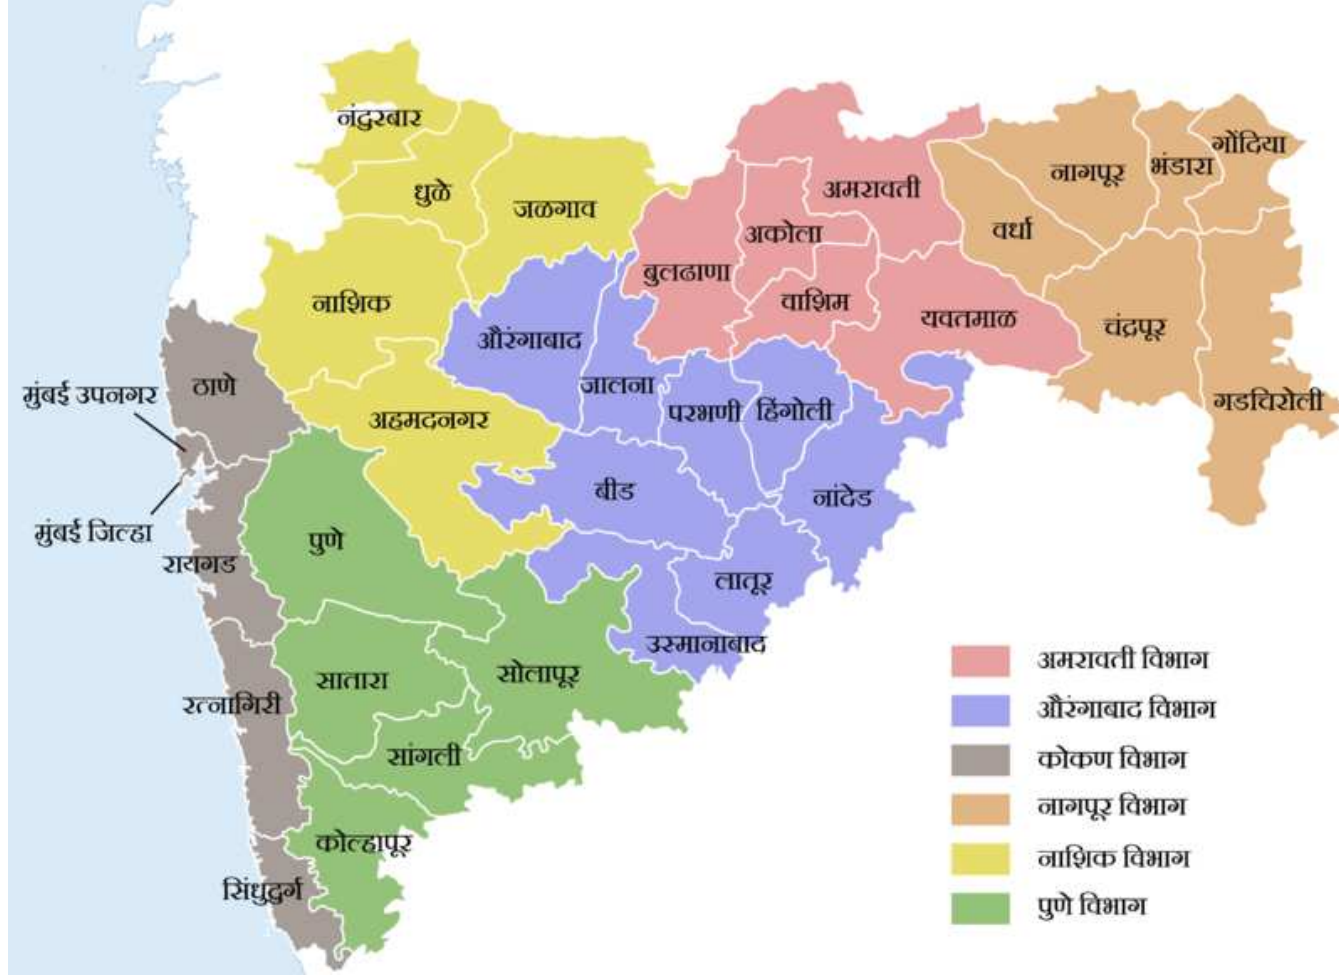 नंदुरबार
धुळे
जळगाव
नाशिक
अहमदनगर
बुलढाणा
अकोला
अमरावती
वाशिम
यवतमाळ
नागपूर
भंडारा
गोंदिया
वर्धा
चंद्रपूर
गडचिरोली
औरंगाबाद
जालना
परभणी
हिंगोली
बीड
नांदेड
लातूर
उस्मानाबाद
ठाणे
मुंबई उपनगर
मुंबई जिल्हा
रायगड
रत्नागिरी
सिंधुदुर्ग
पुणे
सातारा
सोलापूर
सांगली
कोल्हापूर
अमरावती विभाग
औरंगाबाद विभाग
कोकण विभाग
नागपूर विभाग
नाशिक विभाग
पुणे विभाग